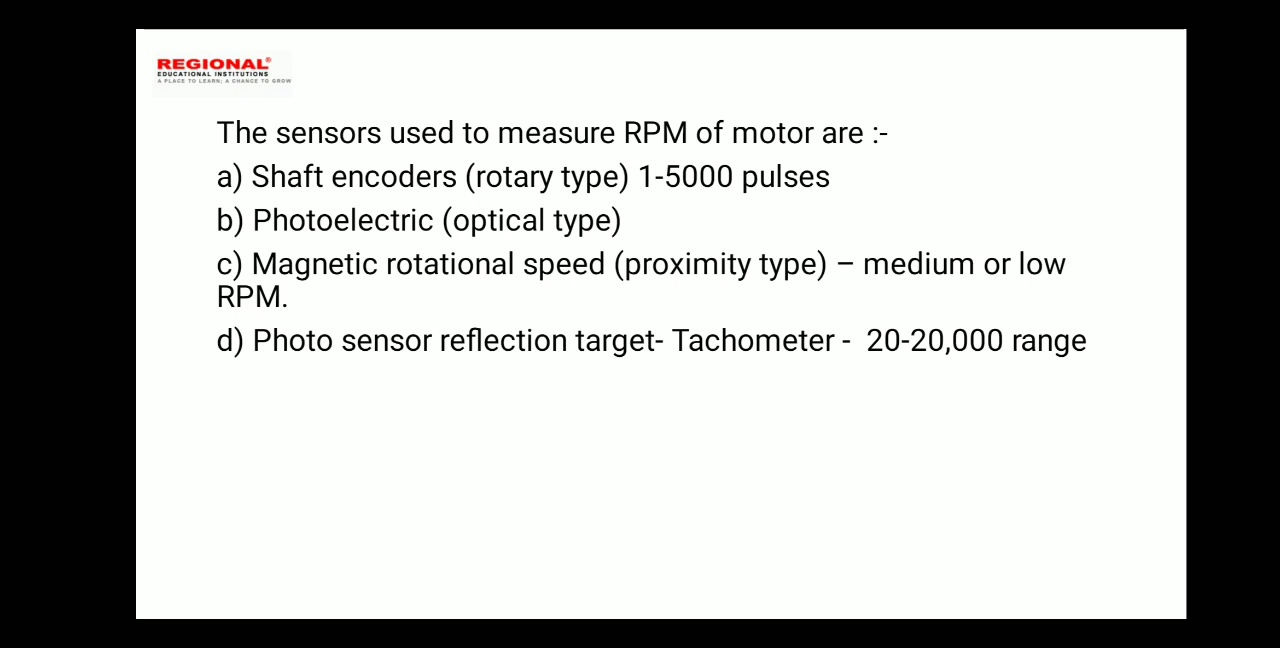 REGIONAL®
EDUCATIONAL INSTITUTIONS
A PLACE TO LEARN; A CHANCE TO GROW
The sensors used to measure RPM of motor are :-
a) Shaft encoders (rotary type) 1-5000 pulses
b) Photoelectric (optical type)
c) Magnetic rotational speed (proximity type) – medium or low
RPM.
d) Photo sensor reflection target- Tachometer -  20-20,000 range